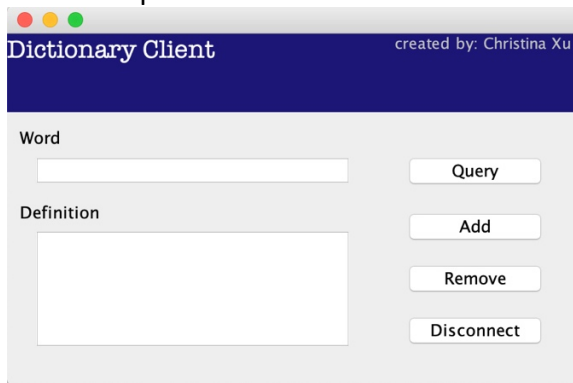 Dictionary Client
created by: Christina Xu
Word
Query
Definition
Add
Remove
Disconnect